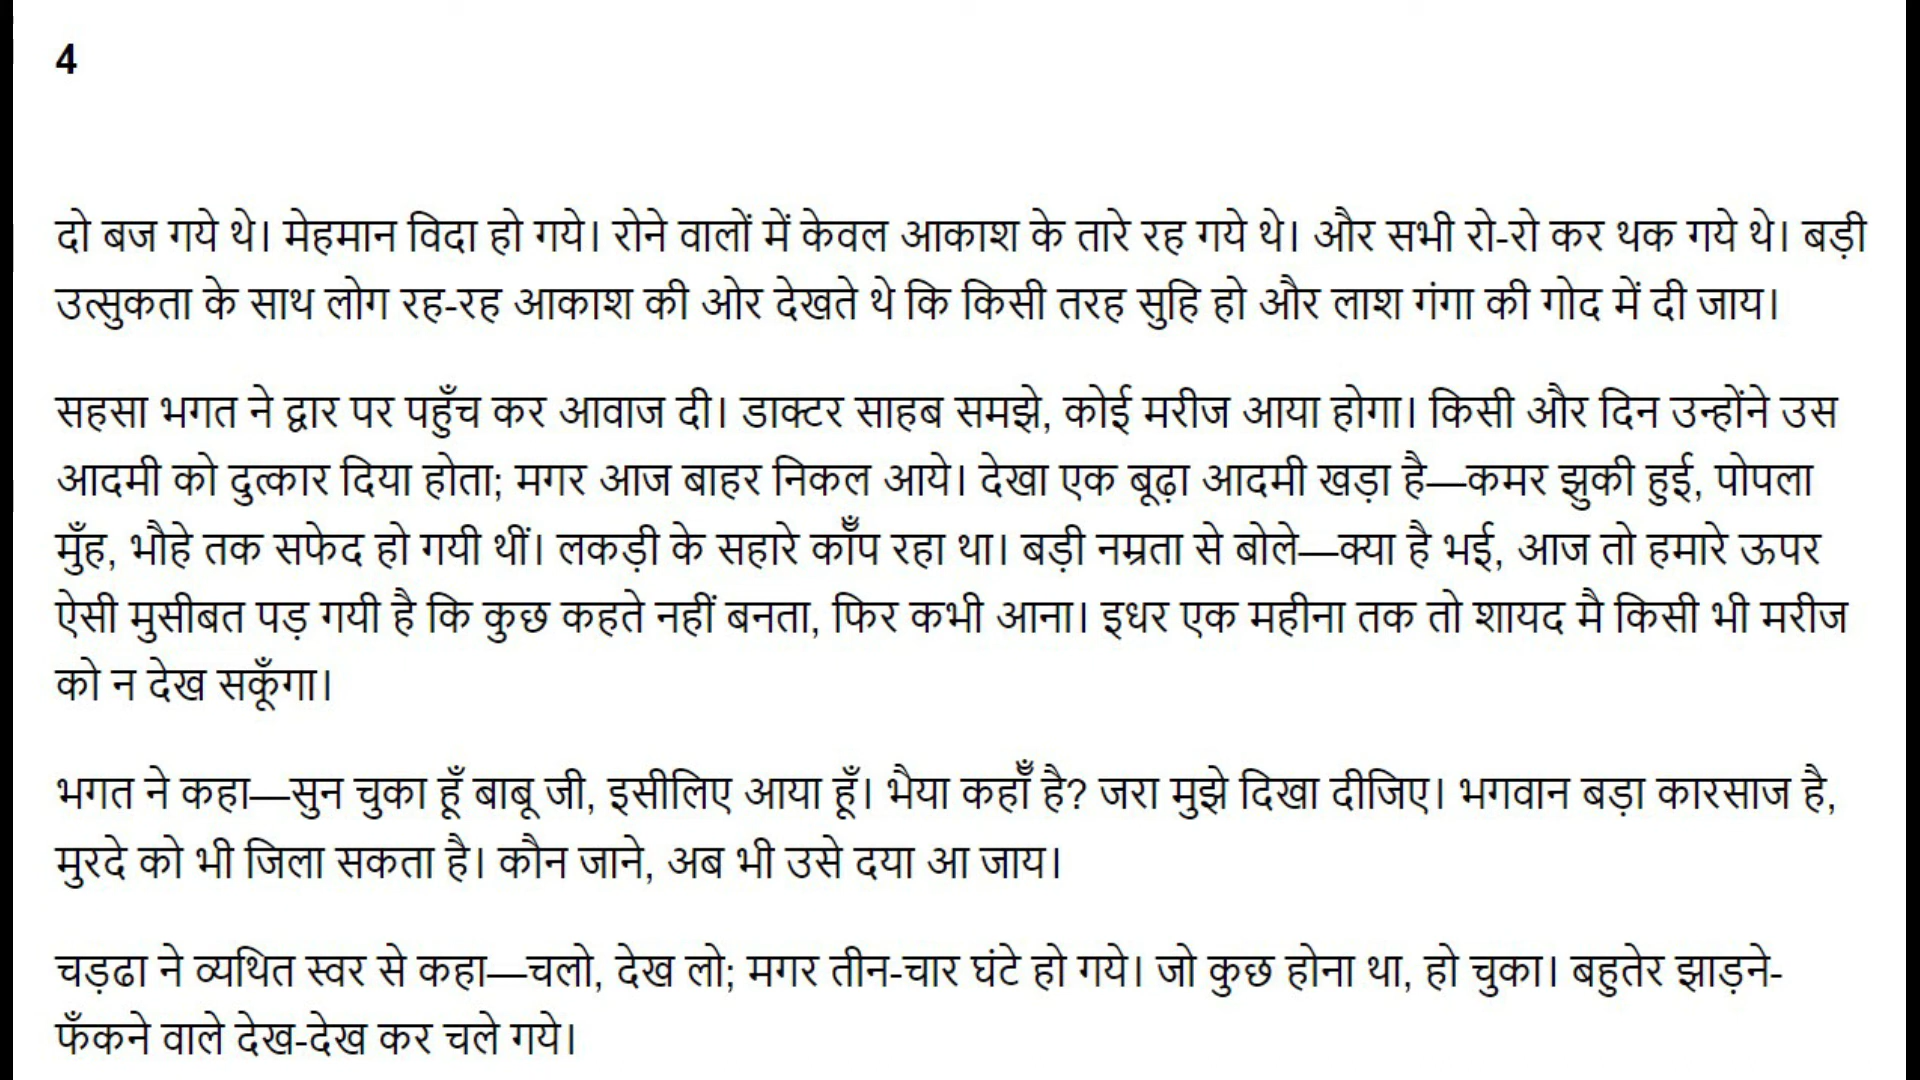 4
दो बज गये थे। मेहमान विदा हो गये। रोने वालों में केवल आकाश के तारे रह गये थे। और सभी रो-रो कर थक गये थे। बड़ी
उत्सुकता के साथ लोग रह-रह आकाश की ओर देखते थे कि किसी तरह सुहि हो और लाश गंगा की गोद में दी जाय।
सहसा भगत ने द्वार पर पहुँच कर आवाज दी। डाक्टर साहब समझे, कोई मरीज आया होगा। किसी और दिन उन्होंने उस
आदमी को दुत्कार दिया होता; मगर आज बाहर निकल आये। देखा एक बूढ़ा आदमी खड़ा है—कमर झुकी हुई, पोपला
मुँह, भौहे तक सफेद हो गयी थीं। लकड़ी के सहारे काँँप रहा था। बड़ी नम्रता से बोले—क्या है भई, आज तो हमारे ऊपर
ऐसी मुसीबत पड़ गयी है कि कुछ कहते नहीं बनता, फिर कभी आना। इधर एक महीना तक तो शायद मै किसी भी मरीज
को न देख सकूँगा।
भगत ने कहा—सुन चुका हूँ बाबू जी, इसीलिए आया हूँ। भैया कहाँँ है? जरा मुझे दिखा दीजिए। भगवान बड़ा कारसाज है,
मुरदे को भी जिला सकता है। कौन जाने, अब भी उसे दया आ जाय।
चड़ढा ने व्यथित स्वर से कहा—चलो, देख लो; मगर तीन-चार घंटे हो गये। जो कुछ होना था, हो चुका। बहुतेर झाड़ने-
फँकने वाले देख-देख कर चले गये।